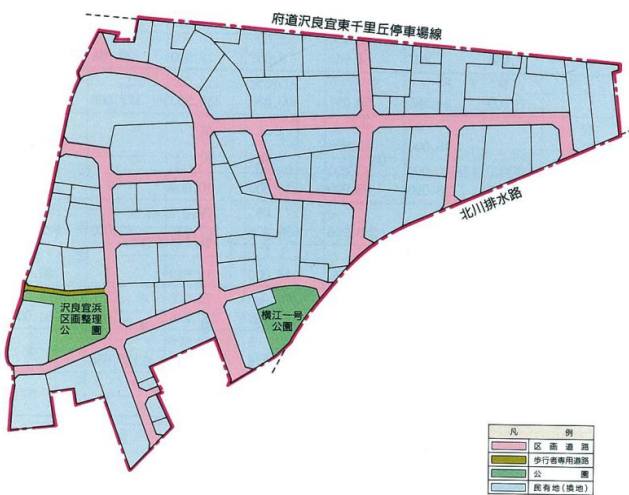 府道沢良宜東千里丘停車場線
北川排水路
沢良宜浜
区画整理
公園
横江一号
公園
凡例
区画道路
歩行者専用道路
公園
民有地(換地)